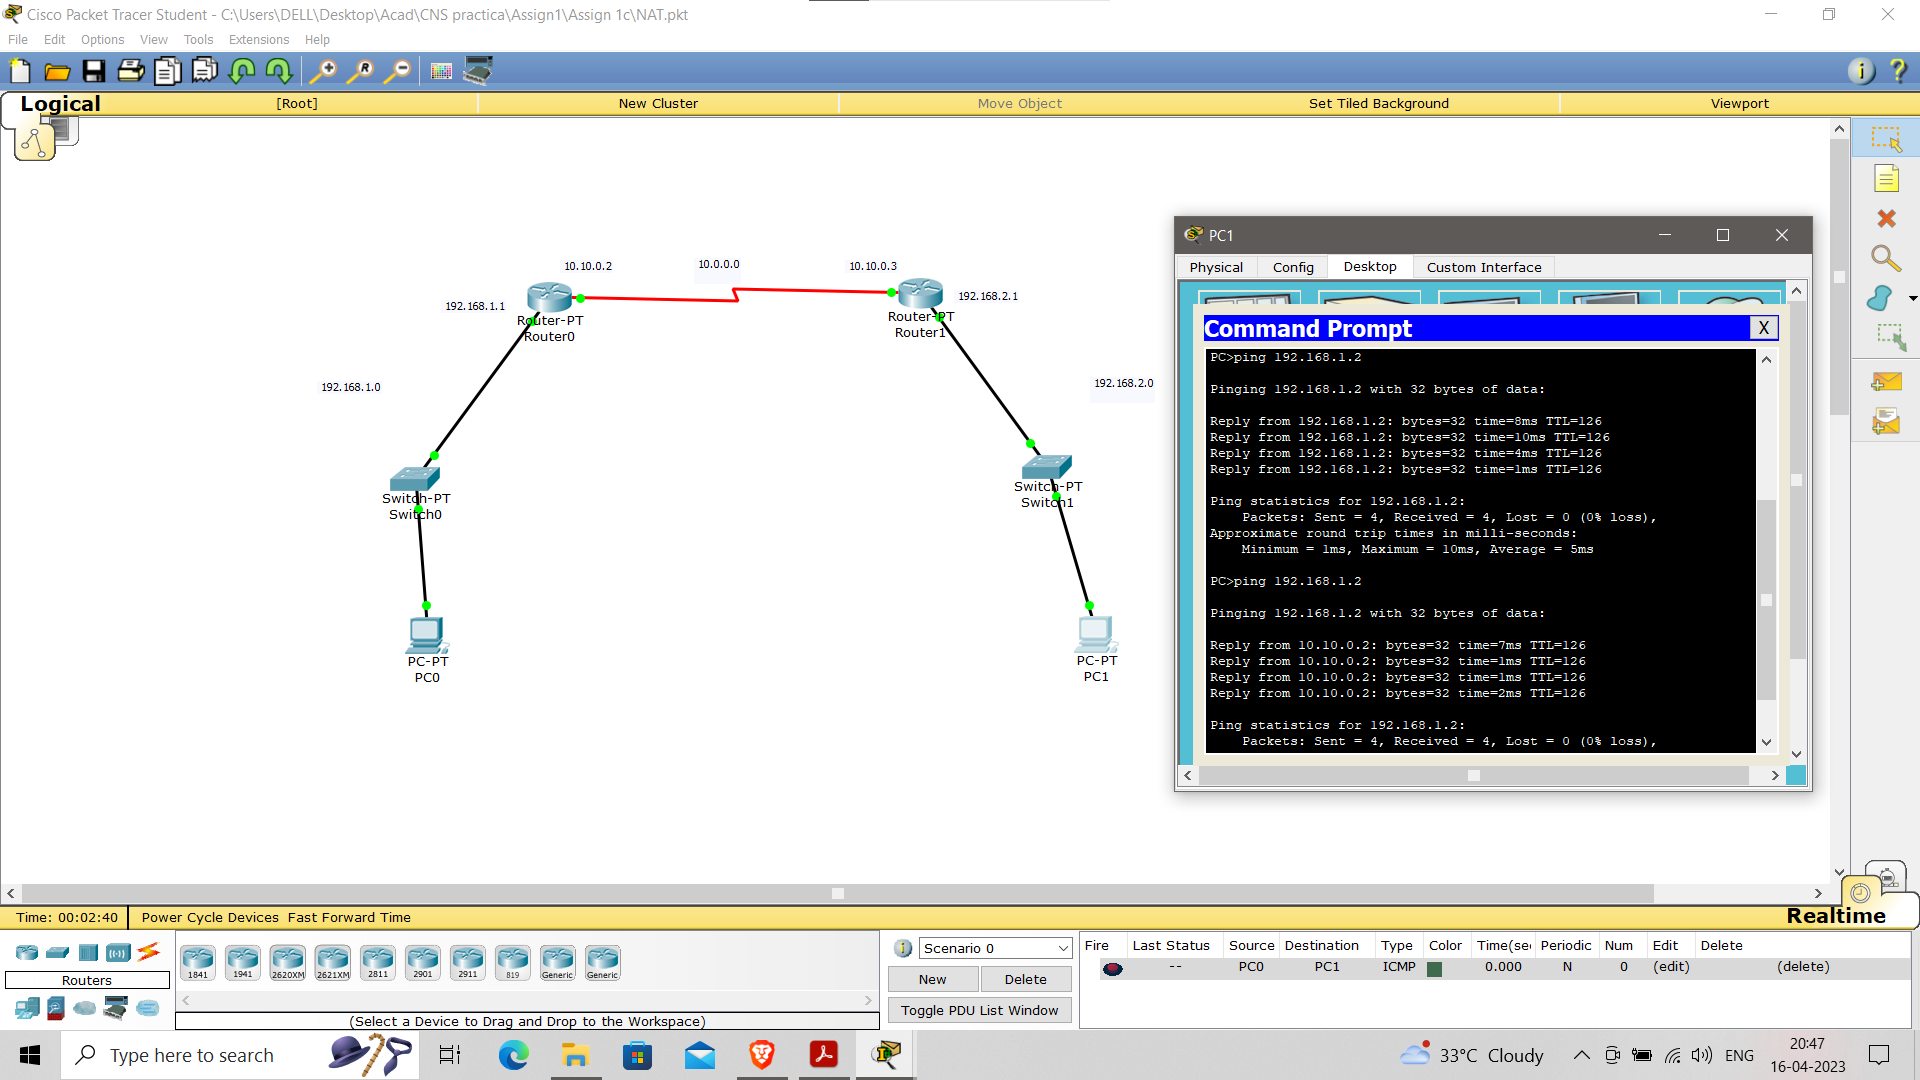 Cisco Packet Tracer Student - C:\Users\DELL\Desktop\Acad\CNS practica\Assign1\Assign 1c\NAT.pkt
File Edit Options View Tools Extensions Help
Logical [Root] New Cluster Move Object Set Tiled Background Viewport
10.10.0.2
10.0.0.0
10.10.0.3
192.168.1.1
192.168.2.1
Router-PT
Router0
Router-PT
Router1
192.168.1.0
192.168.2.0
Switch-PT
Switch0
Switch-PT
Switch1
PC-PT
PC0
PC-PT
PC1
PC1
Physical Config Desktop Custom Interface
Command Prompt X
PC>ping 192.168.1.2
Pinging 192.168.1.2 with 32 bytes of data:
Reply from 192.168.1.2: bytes=32 time=8ms TTL=126
Reply from 192.168.1.2: bytes=32 time=10ms TTL=126
Reply from 192.168.1.2: bytes=32 time=4ms TTL=126
Reply from 192.168.1.2: bytes=32 time=1ms TTL=126
Ping statistics for 192.168.1.2:
Packets: Sent = 4, Received = 4, Lost = 0 (0% loss),
Approximate round trip times in milli-seconds:
Minimum = 1ms, Maximum = 10ms, Average = 5ms
PC>ping 192.168.1.2
Pinging 192.168.1.2 with 32 bytes of data:
Reply from 10.10.0.2: bytes=32 time=7ms TTL=126
Reply from 10.10.0.2: bytes=32 time=1ms TTL=126
Reply from 10.10.0.2: bytes=32 time=1ms TTL=126
Reply from 10.10.0.2: bytes=32 time=2ms TTL=126
Ping statistics for 192.168.1.2:
Packets: Sent = 4, Received = 4, Lost = 0 (0% loss),
Time: 00:02:40 Power Cycle Devices Fast Forward Time
Realtime
Routers
1841 1941 2620XM 2621XM 2811 2901 2911 819 Generic Generic
(Select a Device to Drag and Drop to the Workspace)
Scenario 0
New Delete
Toggle PDU List Window
Fire Last Status Source Destination Type Color Time(sec Periodic Num Edit Delete
-- PC0 PC1 ICMP 0.000 N 0 (edit) (delete)
Type here to search
33°C Cloudy
ENG
20:47
16-04-2023